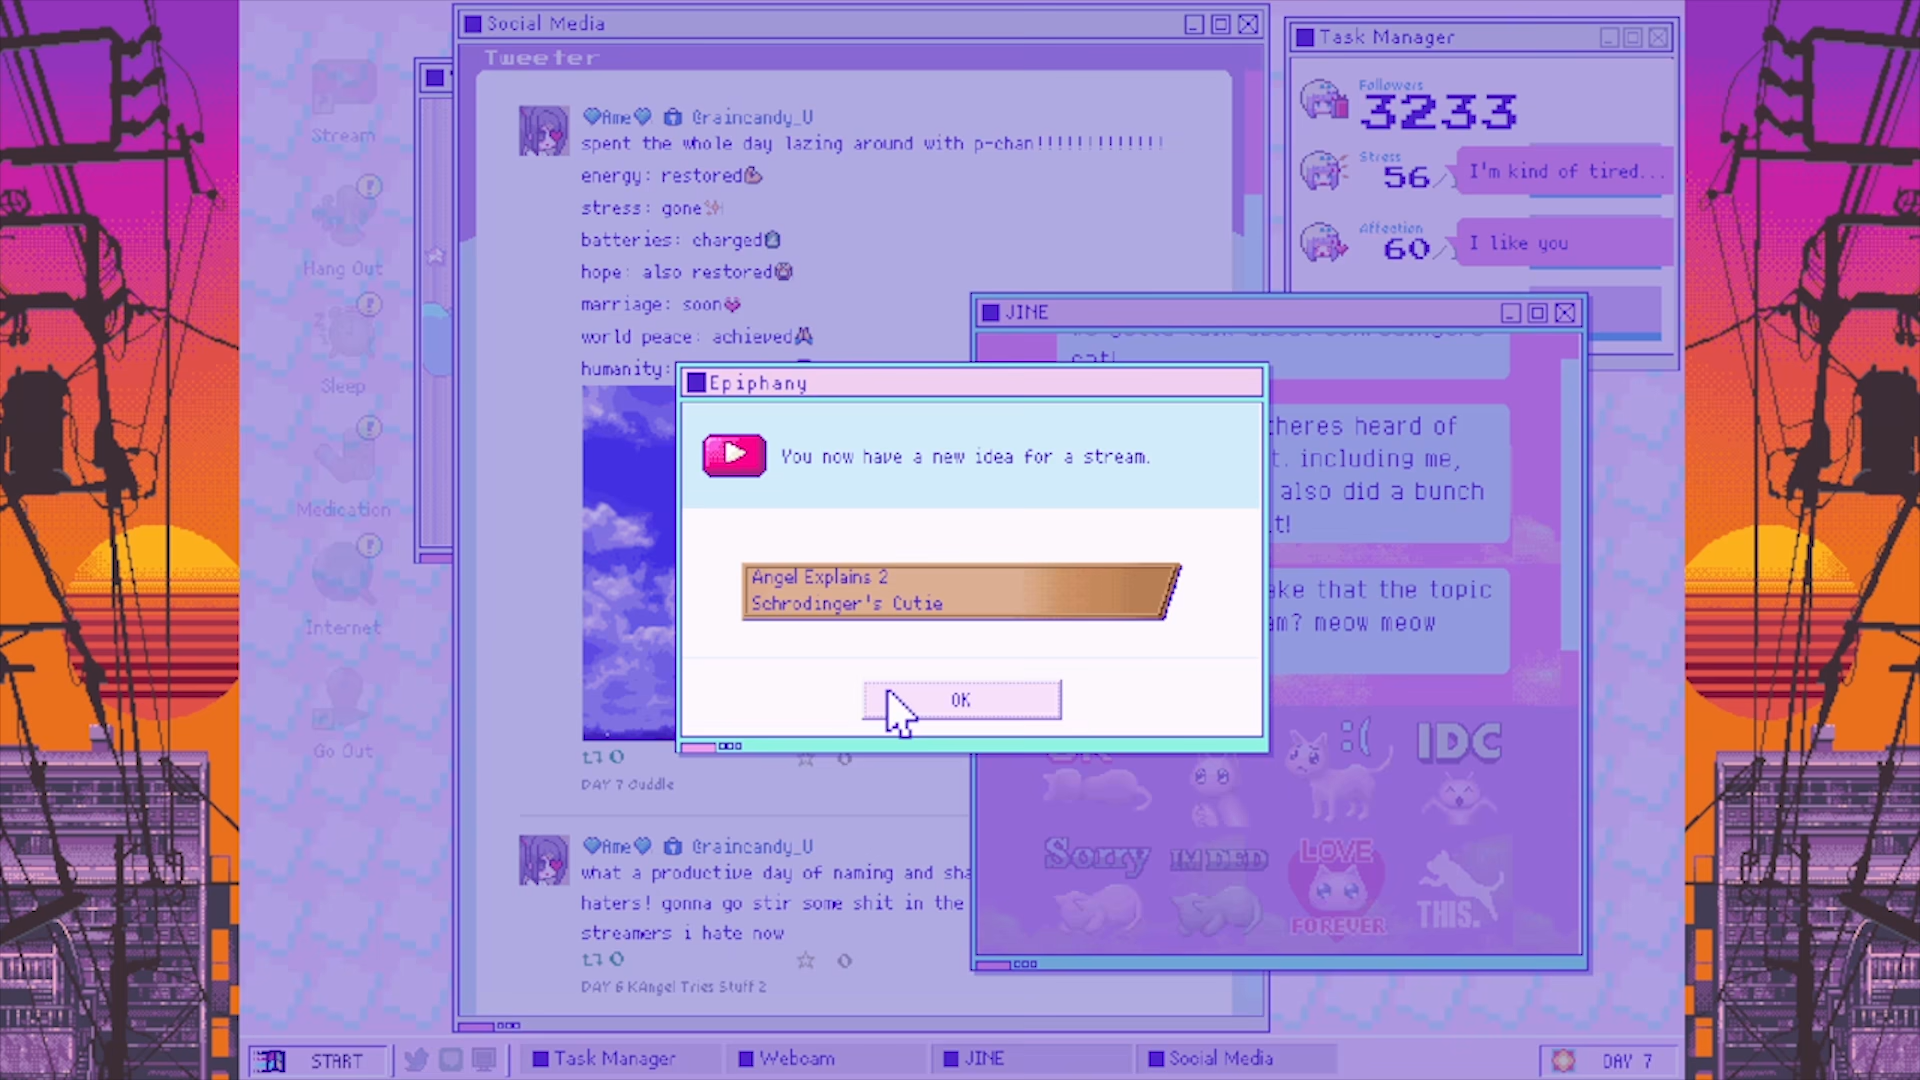 Social Media
Tweeter
Ame @raincandy_U
spent the whole day lazing around with p-chan!!!!!!!!!!!!!
energy: restored
stress: gone
batteries: charged
hope: also restored
marriage: soon
world peace: achieved
humanity:
DAY 7 Cuddle
Ame @raincandy_U
what a productive day of naming and sha
haters! gonna go stir some shit in the
streamers i hate now
DAY 6 KAngel Tries Stuff 2
Task Manager
Followers
3233
Stress
56
I'm kind of tired...
Affection
60
I like you
JINE
cat!
theres heard of
t. including me,
also did a bunch
t!
ake that the topic
am? meow meow
:(
IDC
Sorry
IM DED
LOVE
FOREVER
THIS.
Epiphany
You now have a new idea for a stream.
Angel Explains 2
Schrodinger's Cutie
OK
Stream
Hang Out
Sleep
Medication
Internet
Go Out
START
Task Manager
Webcam
JINE
Social Media
DAY 7